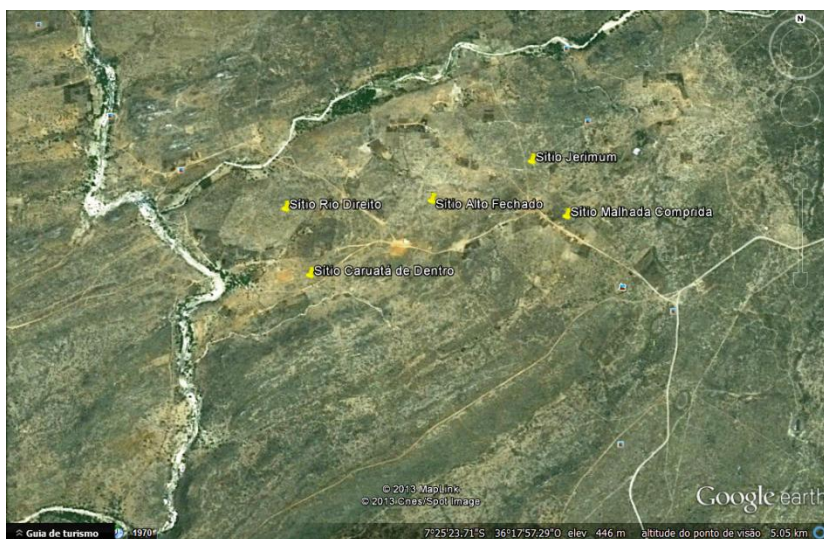 N
Sítio Jerimum
Sítio Rio Direito
Sítio Alto Fechado
Sítio Malhada Comprida
Sítio Caruatá de Dentro
© 2013 MapLink
© 2013 Cnes/Spot Image
Google earth
Guia de turismo
1970
7°25'23.71"S 36°17'57.29"O elev 446 m altitude do ponto de visão 5.05 km